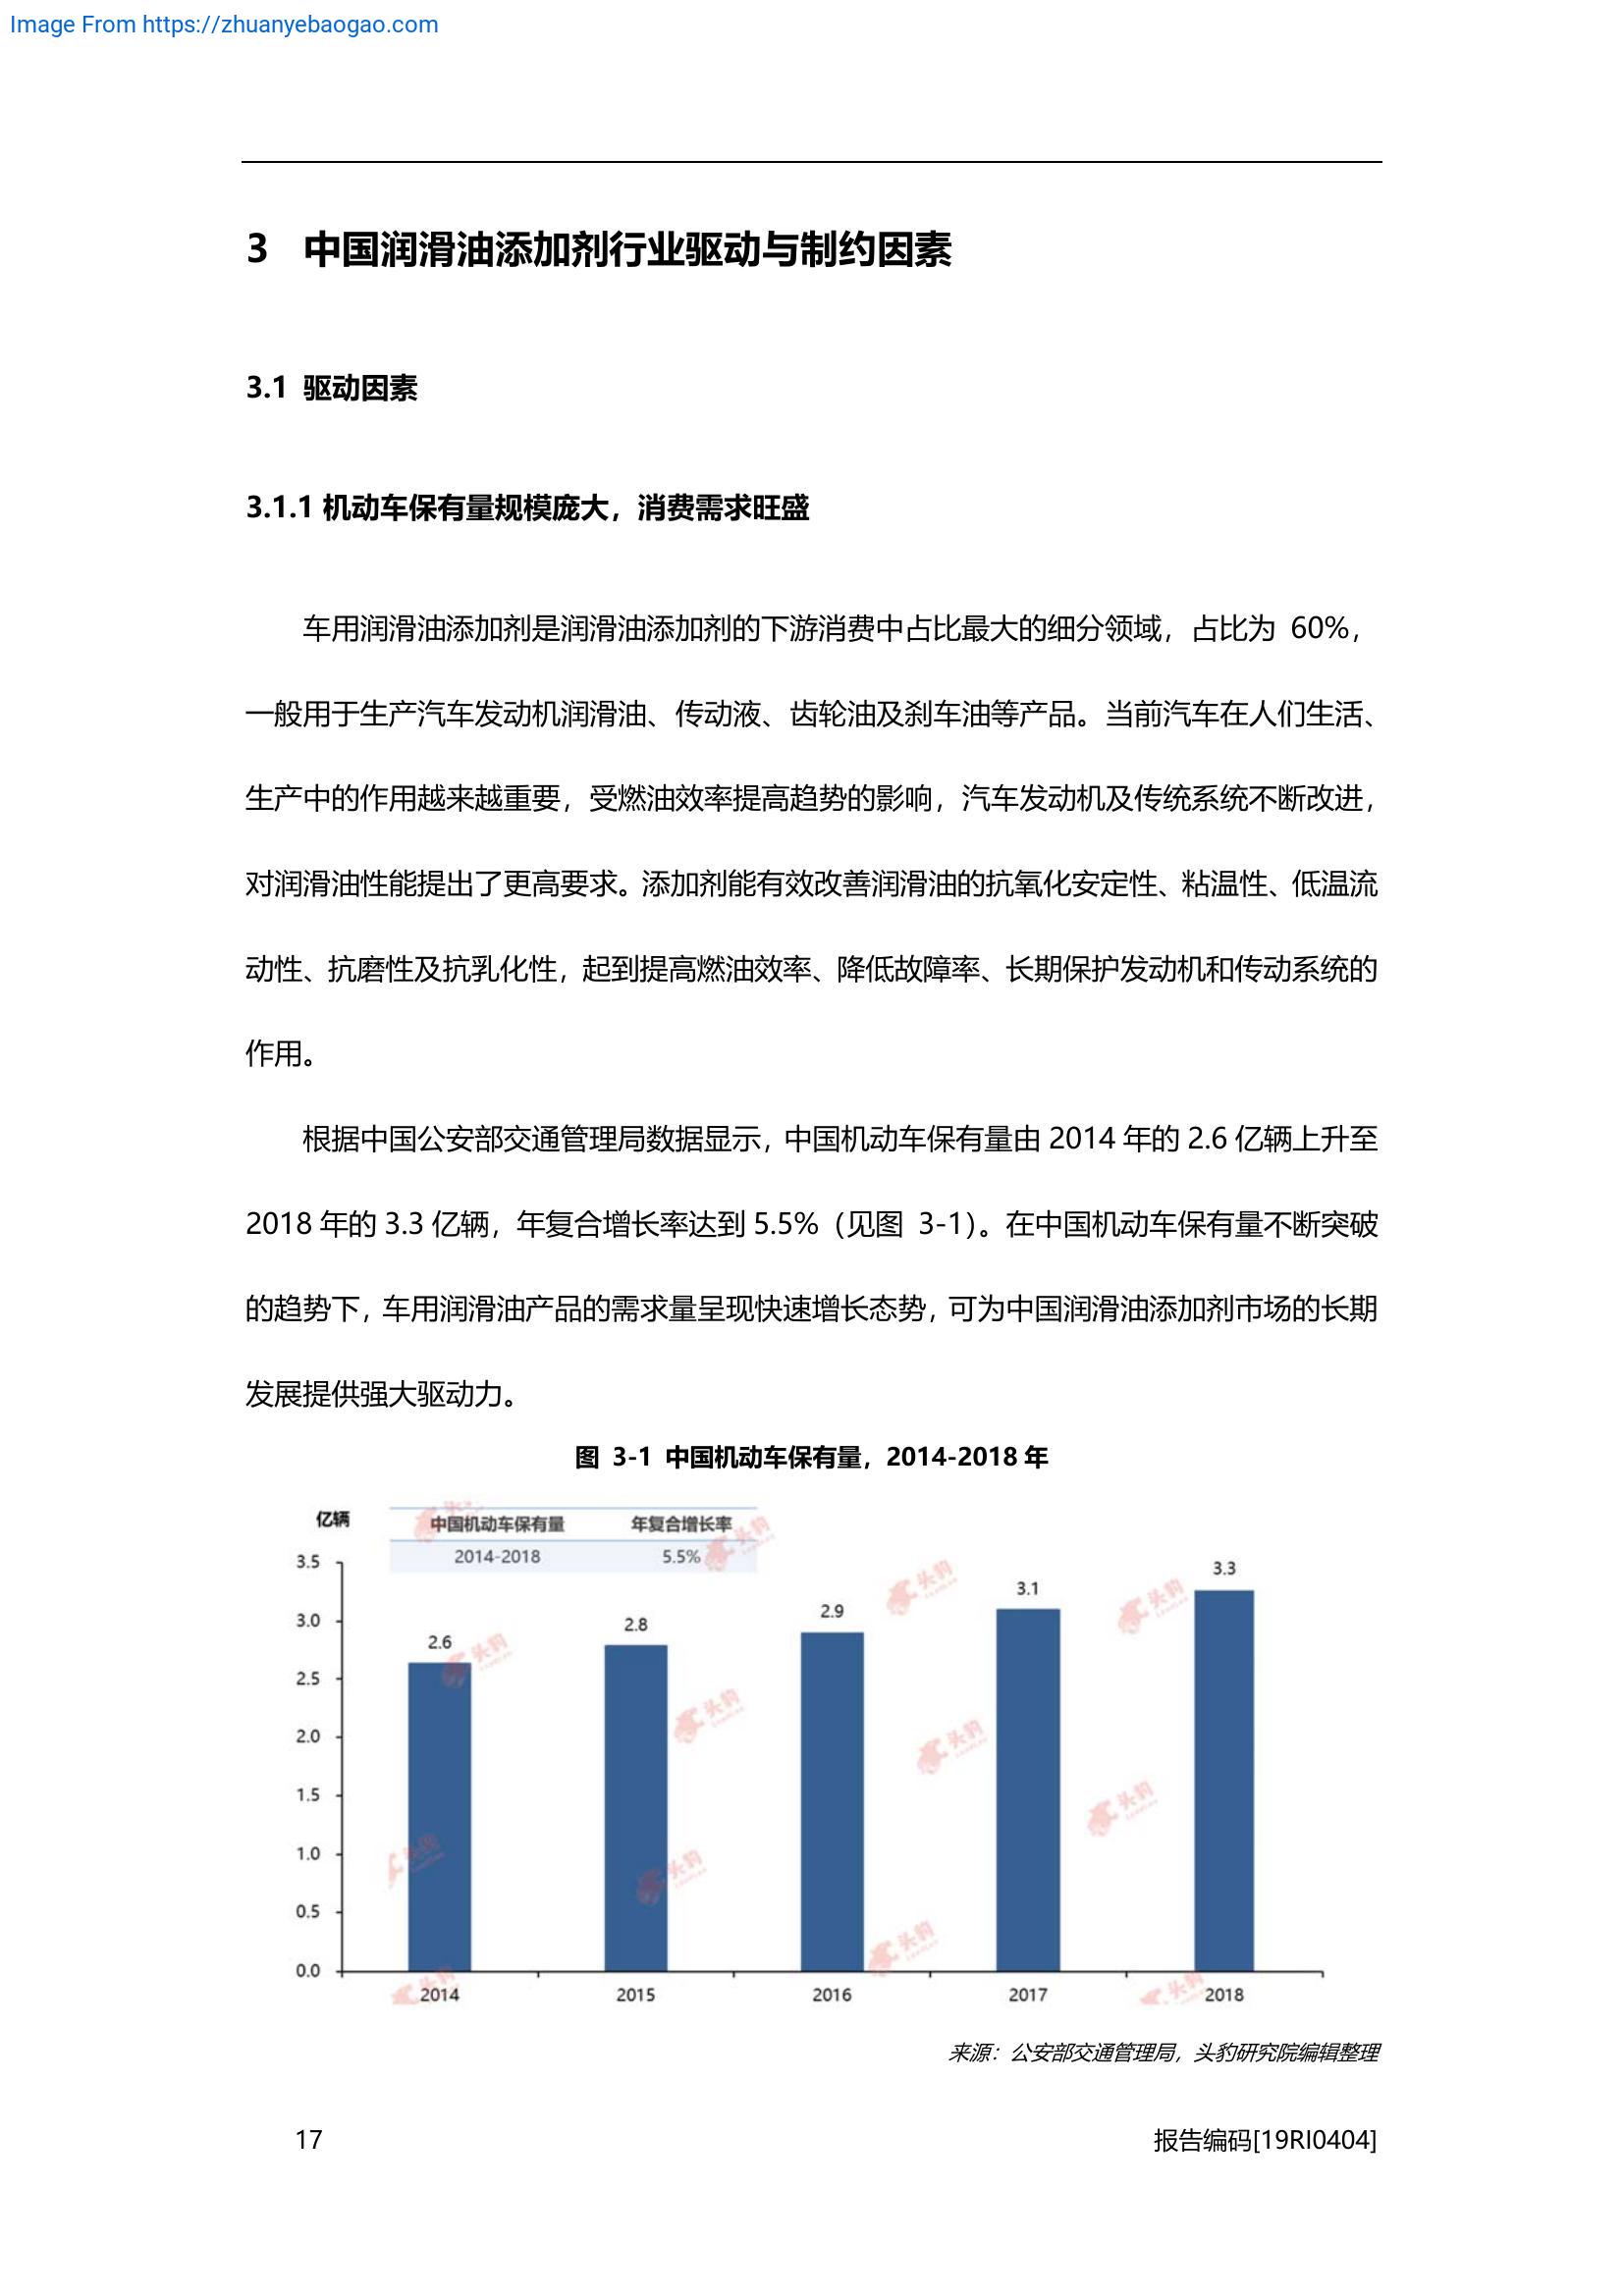 Image From https://zhuanyebaogao.com
3 中国润滑油添加剂行业驱动与制约因素
3.1 驱动因素
3.1.1 机动车保有量规模庞大，消费需求旺盛
车用润滑油添加剂是润滑油添加剂的下游消费中占比最大的细分领域，占比为 60%，
一般用于生产汽车发动机润滑油、传动液、齿轮油及刹车油等产品。当前汽车在人们生活、
生产中的作用越来越重要，受燃油效率提高趋势的影响，汽车发动机及传统系统不断改进，
对润滑油性能提出了更高要求。添加剂能有效改善润滑油的抗氧化安定性、粘温性、低温流
动性、抗磨性及抗乳化性，起到提高燃油效率、降低故障率、长期保护发动机和传动系统的
作用。
根据中国公安部交通管理局数据显示，中国机动车保有量由 2014 年的 2.6 亿辆上升至
2018 年的 3.3 亿辆，年复合增长率达到 5.5%（见图 3-1）。在中国机动车保有量不断突破
的趋势下，车用润滑油产品的需求量呈现快速增长态势，可为中国润滑油添加剂市场的长期
发展提供强大驱动力。
图 3-1 中国机动车保有量，2014-2018 年
亿辆
中国机动车保有量 年复合增长率
2014-2018 5.5%
3.5
3.0
2.5
2.0
1.5
1.0
0.5
0.0
2.6
2.8
2.9
3.1
3.3
2014 2015 2016 2017 2018
头豹
来源：公安部交通管理局，头豹研究院编辑整理
17 报告编码[19RI0404]